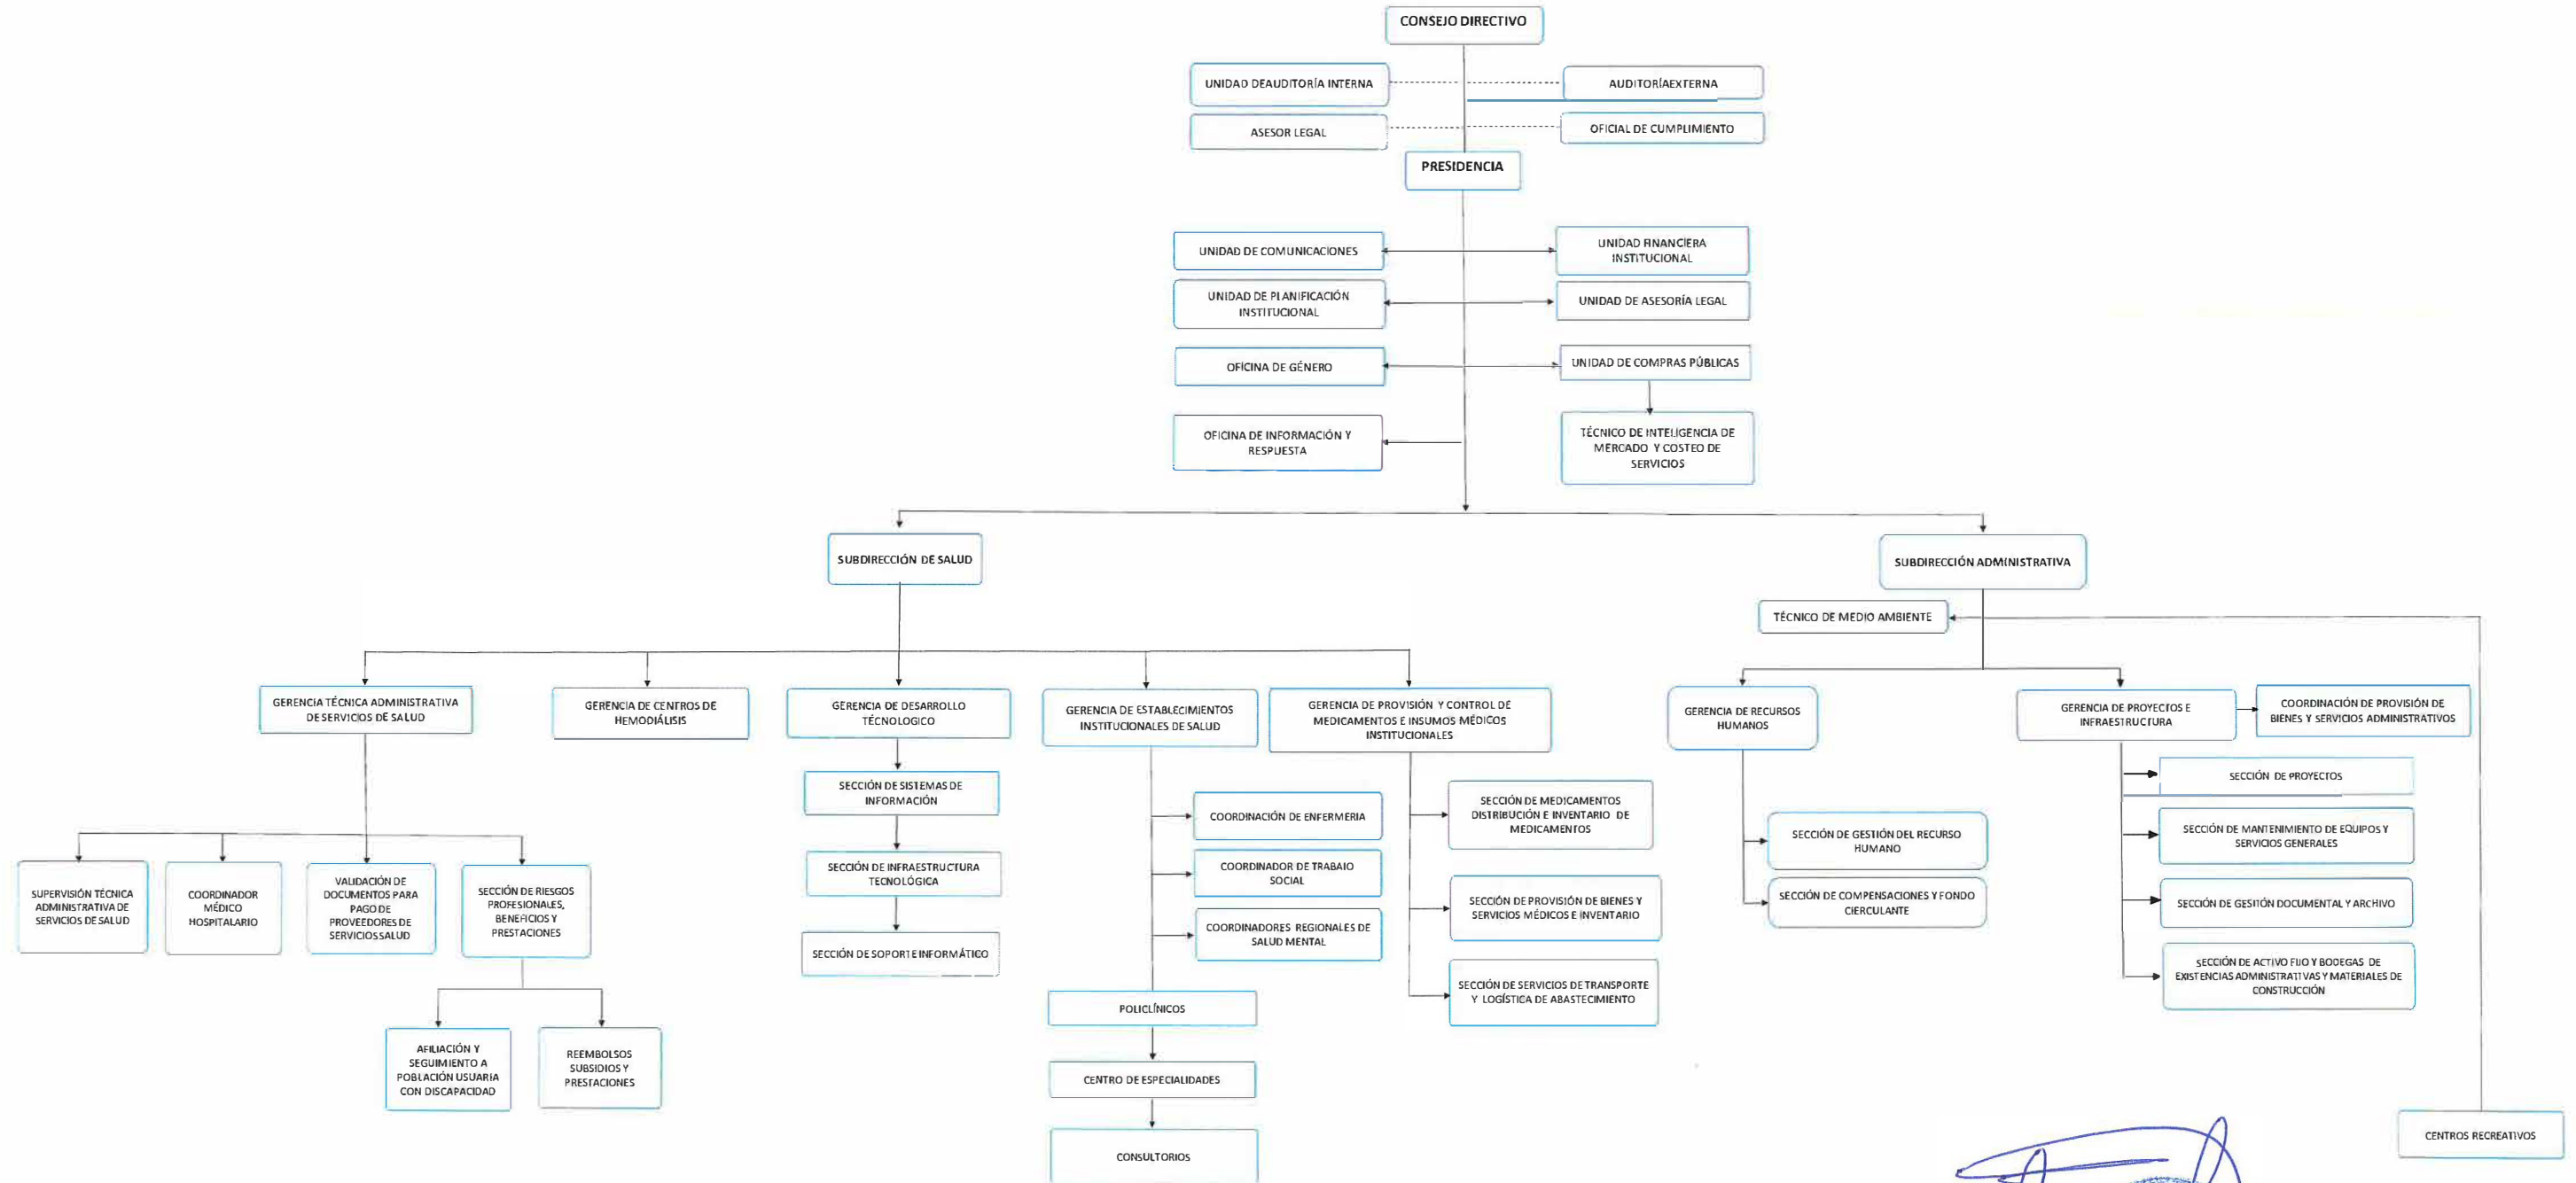 CONSEJO DIRECTIVO
UNIDAD DEAUDITORÍA INTERNA
AUDITORÍAEXTERNA
ASESOR LEGAL
OFICIAL DE CUMPLIMIENTO
PRESIDENCIA
UNIDAD DE COMUNICACIONES
UNIDAD FINANCIERA
INSTITUCIONAL
UNIDAD DE PLANIFICACIÓN
INSTITUCIONAL
UNIDAD DE ASESORÍA LEGAL
OFICINA DE GÉNERO
UNIDAD DE COMPRAS PÚBLICAS
OFICINA DE INFORMACIÓN Y
RESPUESTA
TÉCNICO DE INTELIGENCIA DE
MERCADO Y COSTEO DE
SERVICIOS
SUBDIRECCIÓN DE SALUD
SUBDIRECCIÓN ADMINISTRATIVA
TÉCNICO DE MEDIO AMBIENTE
GERENCIA TÉCNICA ADMINISTRATIVA
DE SERVICIOS DE SALUD
GERENCIA DE CENTROS DE
HEMODIÁLISIS
GERENCIA DE DESARROLLO
TÉCNOLOGICO
GERENCIA DE ESTABLECIMIENTOS
INSTITUCIONALES DE SALUD
GERENCIA DE PROVISIÓN Y CONTROL DE
MEDICAMENTOS E INSUMOS MÉDICOS
INSTITUCIONALES
GERENCIA DE RECURSOS
HUMANOS
GERENCIA DE PROYECTOS E
INFRAESTRUCTURA
COORDINACIÓN DE PROVISIÓN DE
BIENES Y SERVICIOS ADMINISTRATIVOS
SUPERVISIÓN TÉCNICA
ADMINISTRATIVA DE
SERVICIOS DE SALUD
COORDINADOR
MÉDICO
HOSPITALARIO
VALIDACIÓN DE
DOCUMENTOS PARA
PAGO DE
PROVEEDORES DE
SERVICIOS SALUD
SECCIÓN DE RIESGOS
PROFESIONALES,
BENEFICIOS Y
PRESTACIONES
AFILIACIÓN Y
SEGUIMIENTO A
POBLACIÓN USUARIA
CON DISCAPACIDAD
REEMBOLSOS
SUBSIDIOS Y
PRESTACIONES
SECCIÓN DE SISTEMAS DE
INFORMACIÓN
SECCIÓN DE INFRAESTRUCTURA
TECNOLÓGICA
SECCIÓN DE SOPORTE INFORMÁTICO
COORDINACIÓN DE ENFERMERIA
COORDINADOR DE TRABAJO
SOCIAL
COORDINADORES REGIONALES DE
SALUD MENTAL
POLICLÍNICOS
CENTRO DE ESPECIALIDADES
CONSULTORIOS
SECCIÓN DE MEDICAMENTOS
DISTRIBUCIÓN E INVENTARIO DE
MEDICAMENTOS
SECCIÓN DE PROVISIÓN DE BIENES Y
SERVICIOS MÉDICOS E INVENTARIO
SECCIÓN DE SERVICIOS DE TRANSPORTE
Y LOGÍSTICA DE ABASTECIMIENTO
SECCIÓN DE GESTIÓN DEL RECURSO
HUMANO
SECCIÓN DE COMPENSACIONES Y FONDO
CIERCULANTE
SECCIÓN DE PROYECTOS
SECCIÓN DE MANTENIMIENTO DE EQUIPOS Y
SERVICIOS GENERALES
SECCIÓN DE GESITÓN DOCUMENTAL Y ARCHIVO
SECCIÓN DE ACTIVO FIJO Y BODEGAS DE
EXISTENCIAS ADMINISTRATIVAS Y MATERIALES DE
CONSTRUCCIÓN
CENTROS RECREATIVOS